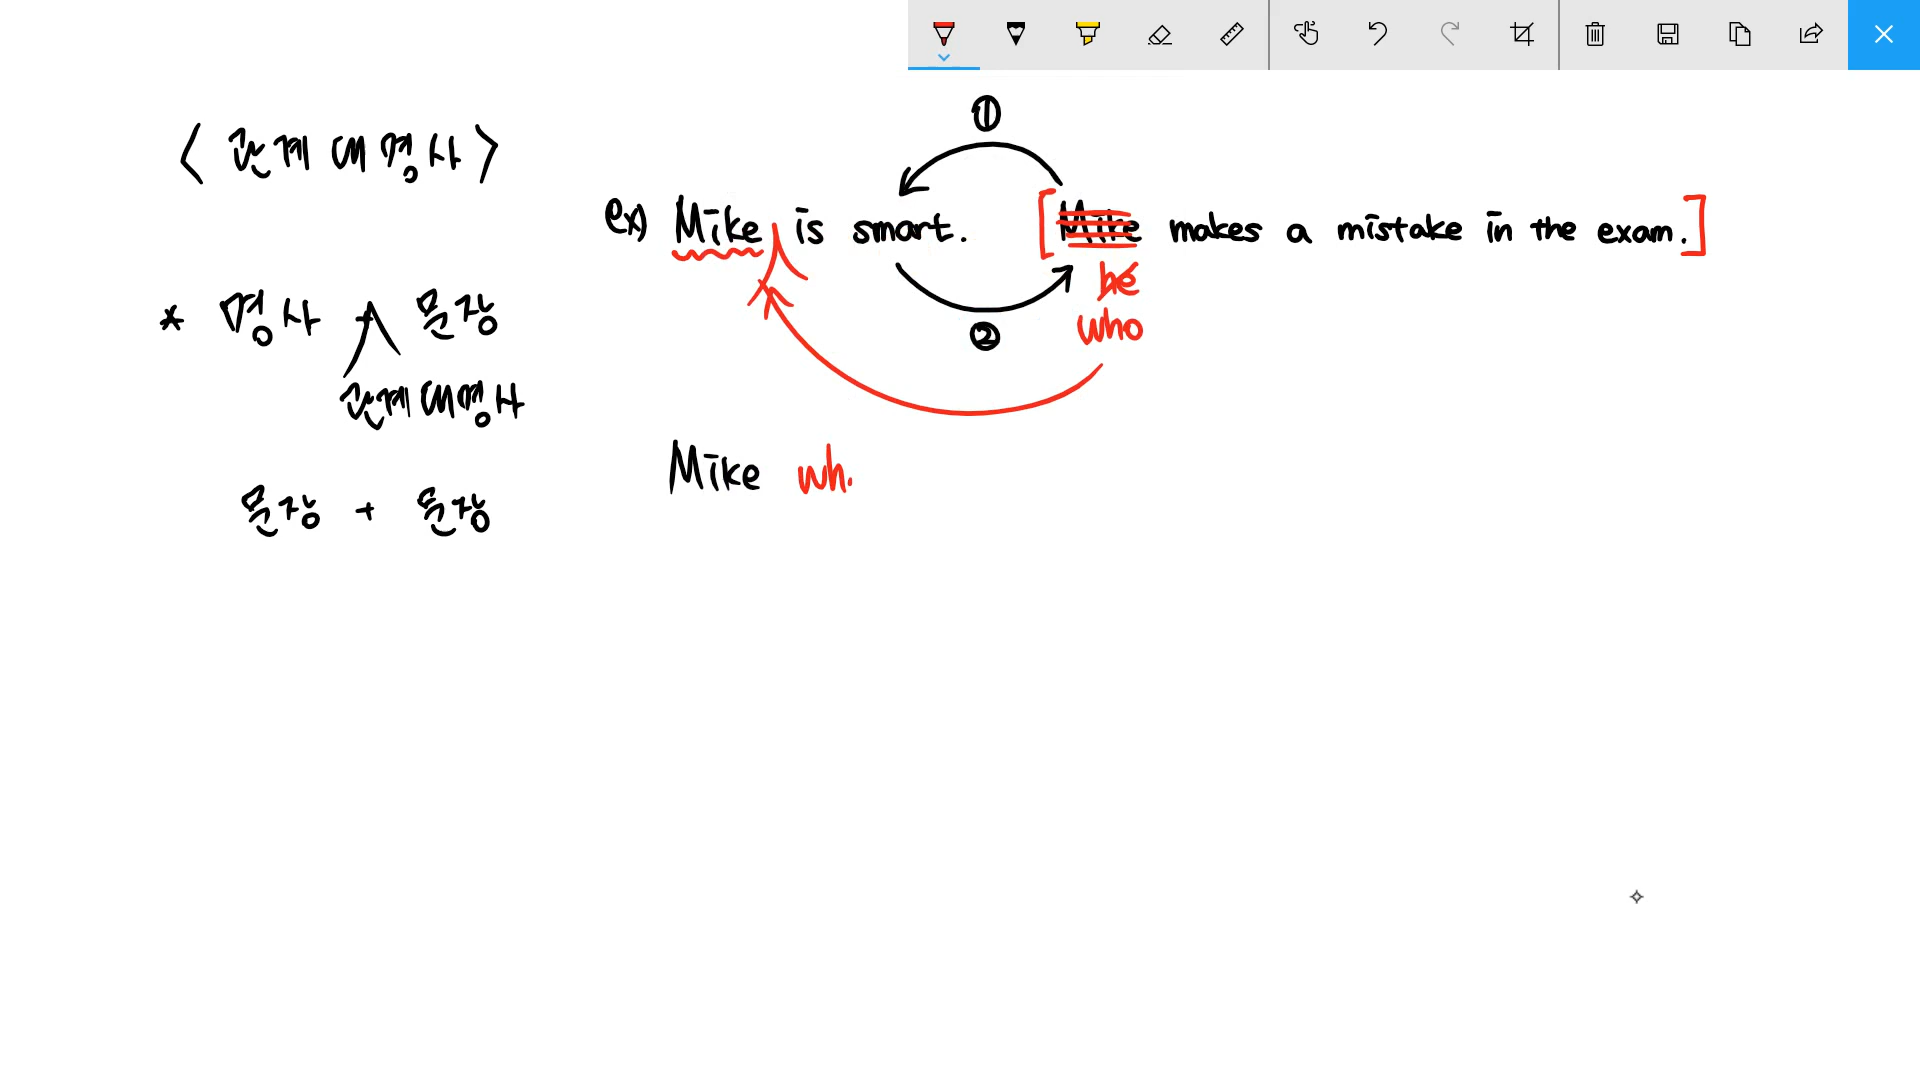 <관계대명사>
①
ex) Mike is smart. [Mike makes a mistake in the exam.]
he
who
②
* 명사 + 문장
관계대명사
Mike wh
문장 + 문장